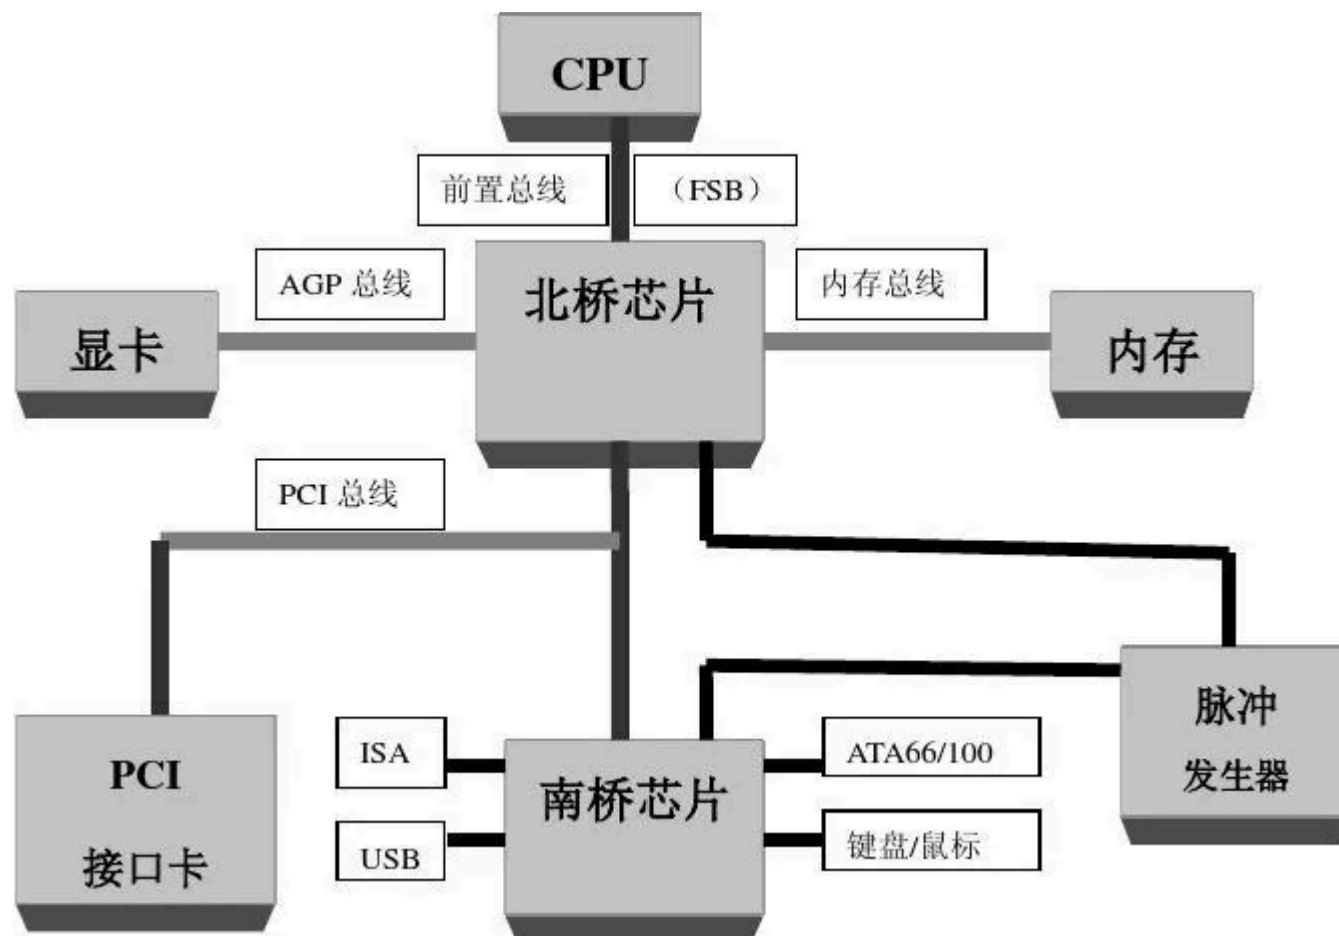 CPU
前置总线
（FSB）
AGP 总线
北桥芯片
内存总线
显卡
内存
PCI 总线
脉冲
发生器
ISA
ATA66/100
PCI
接口卡
南桥芯片
USB
键盘/鼠标